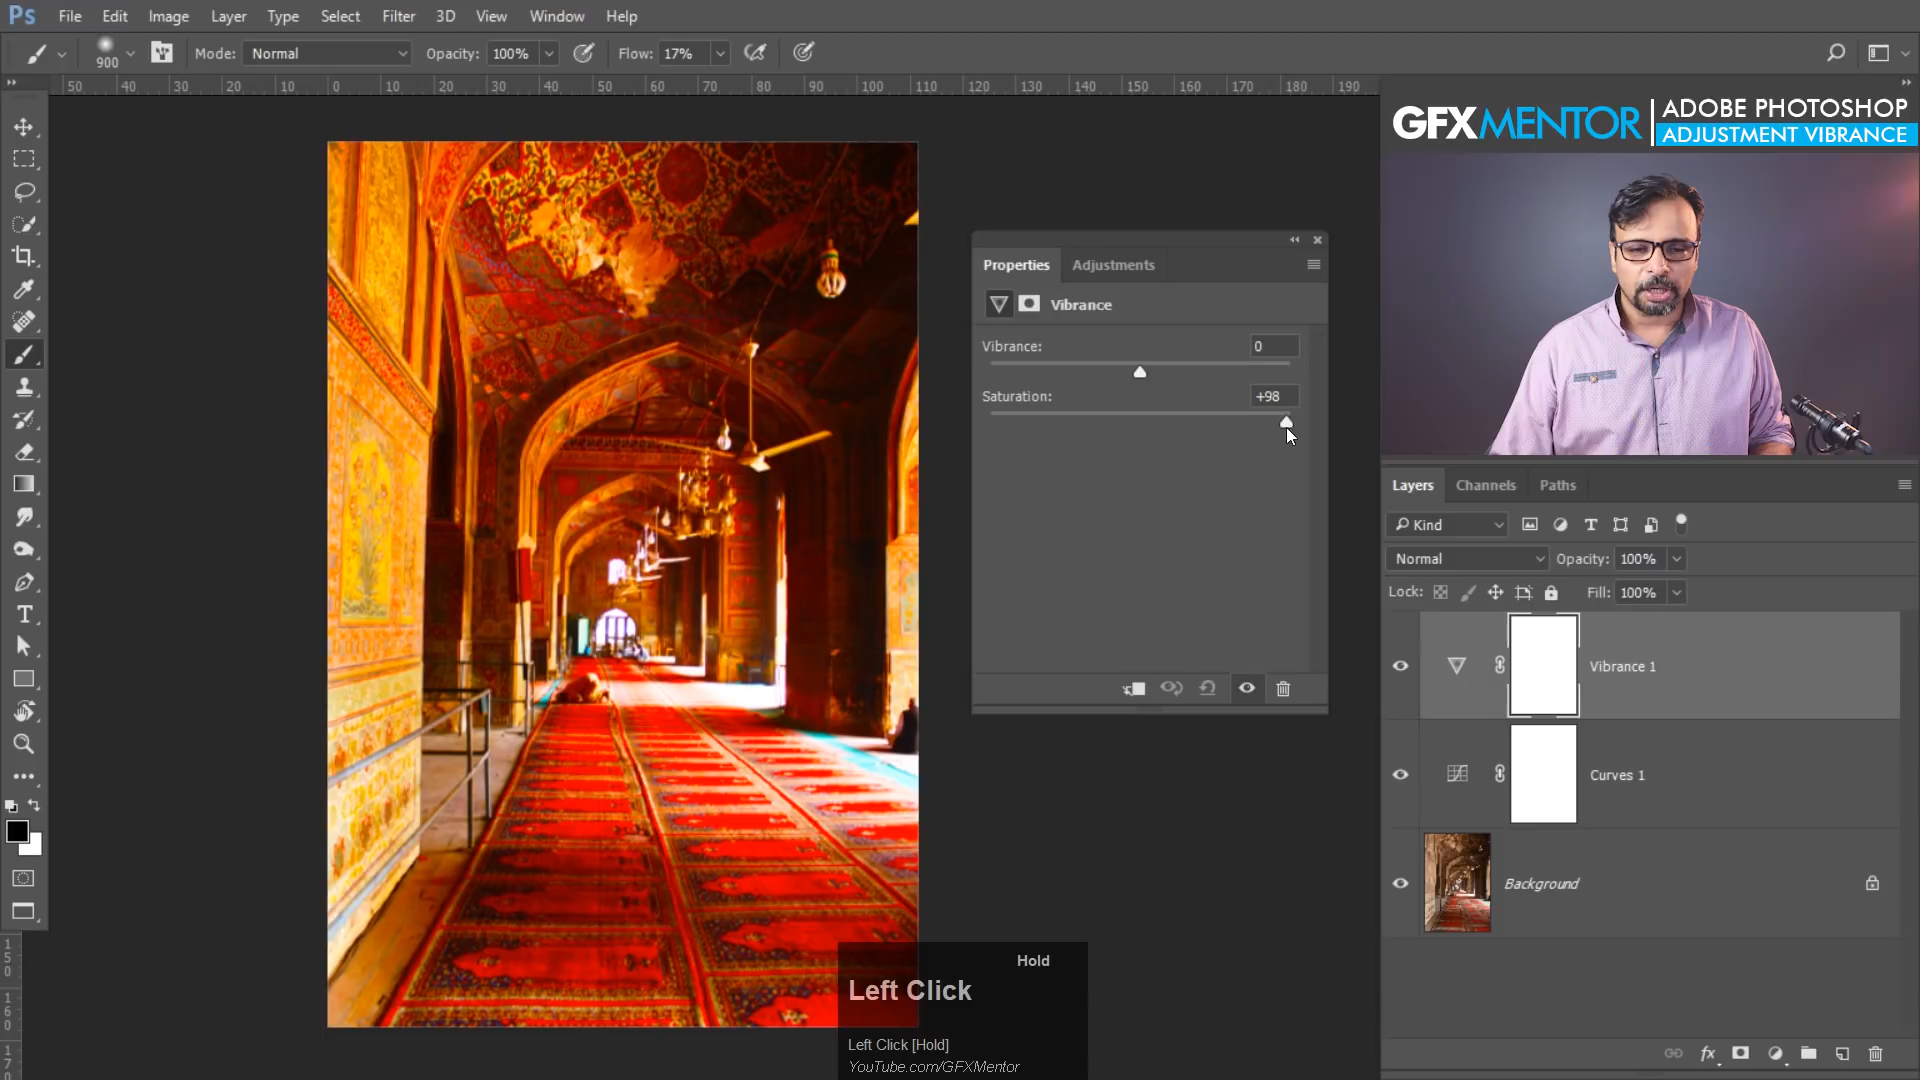 Ps File Edit Image Layer Type Select Filter 3D View Window Help
900 Mode: Normal Opacity: 100% Flow: 17%
50 40 30 20 10 0 10 20 30 40 50 60 70 80 90 100 110 120 130 140 150 160 170 180 190
GFXMENTOR
ADOBE PHOTOSHOP
ADJUSTMENT VIBRANCE
Properties Adjustments
Vibrance
Vibrance: 0
Saturation: +98
Layers Channels Paths
Kind
Normal Opacity: 100%
Lock: Fill: 100%
Vibrance 1
Curves 1
Background
fx
150
160
170
Hold
Left Click
Left Click [Hold]
YouTube.com/GFXMentor